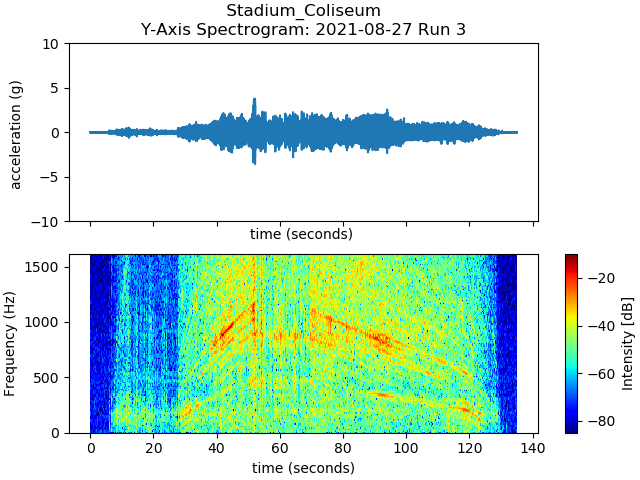 Stadium_Coliseum
Y-Axis Spectrogram: 2021-08-27 Run 3
10
5
0
−5
−10
acceleration (g)
time (seconds)
1500
1000
500
0
Frequency (Hz)
0 20 40 60 80 100 120 140
time (seconds)
−20
−40
−60
−80
Intensity [dB]